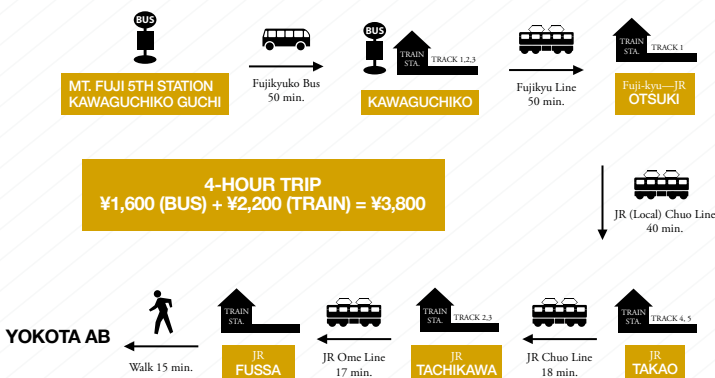 BUS
MT. FUJI 5TH STATION
KAWAGUCHIKO GUCHI
Fujikyuko Bus
50 min.
BUS
TRAIN
STA.
TRACK 1,2,3
KAWAGUCHIKO
Fujikyu Line
50 min.
TRAIN
STA.
TRACK 1
Fuji-kyu—JR
OTSUKI
4-HOUR TRIP
¥1,600 (BUS) + ¥2,200 (TRAIN) = ¥3,800
JR (Local) Chuo Line
40 min.
TRAIN
STA.
TRACK 4, 5
JR
TAKAO
JR Chuo Line
18 min.
TRAIN
STA.
TRACK 2,3
JR
TACHIKAWA
JR Ome Line
17 min.
TRAIN
STA.
JR
FUSSA
Walk 15 min.
YOKOTA AB